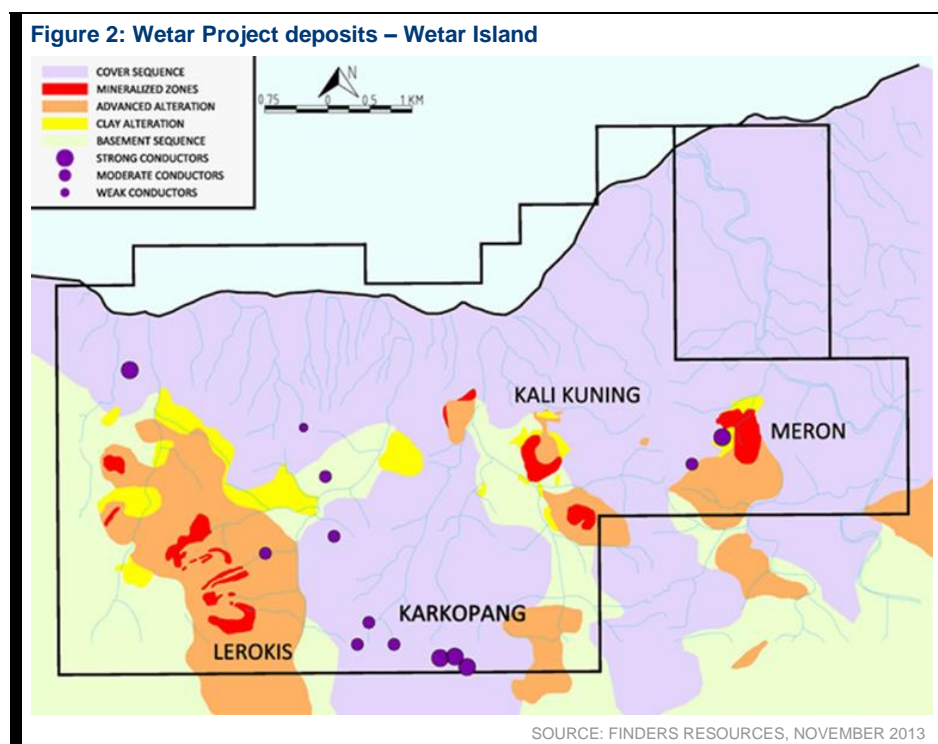 Figure 2: Wetar Project deposits – Wetar Island
COVER SEQUENCE
MINERALIZED ZONES
ADVANCED ALTERATION
CLAY ALTERATION
BASEMENT SEQUENCE
STRONG CONDUCTORS
MODERATE CONDUCTORS
WEAK CONDUCTORS
N
0.75 0 0.5 1 KM
KALI KUNING
MERON
KARKOPANG
LEROKIS
SOURCE: FINDERS RESOURCES, NOVEMBER 2013